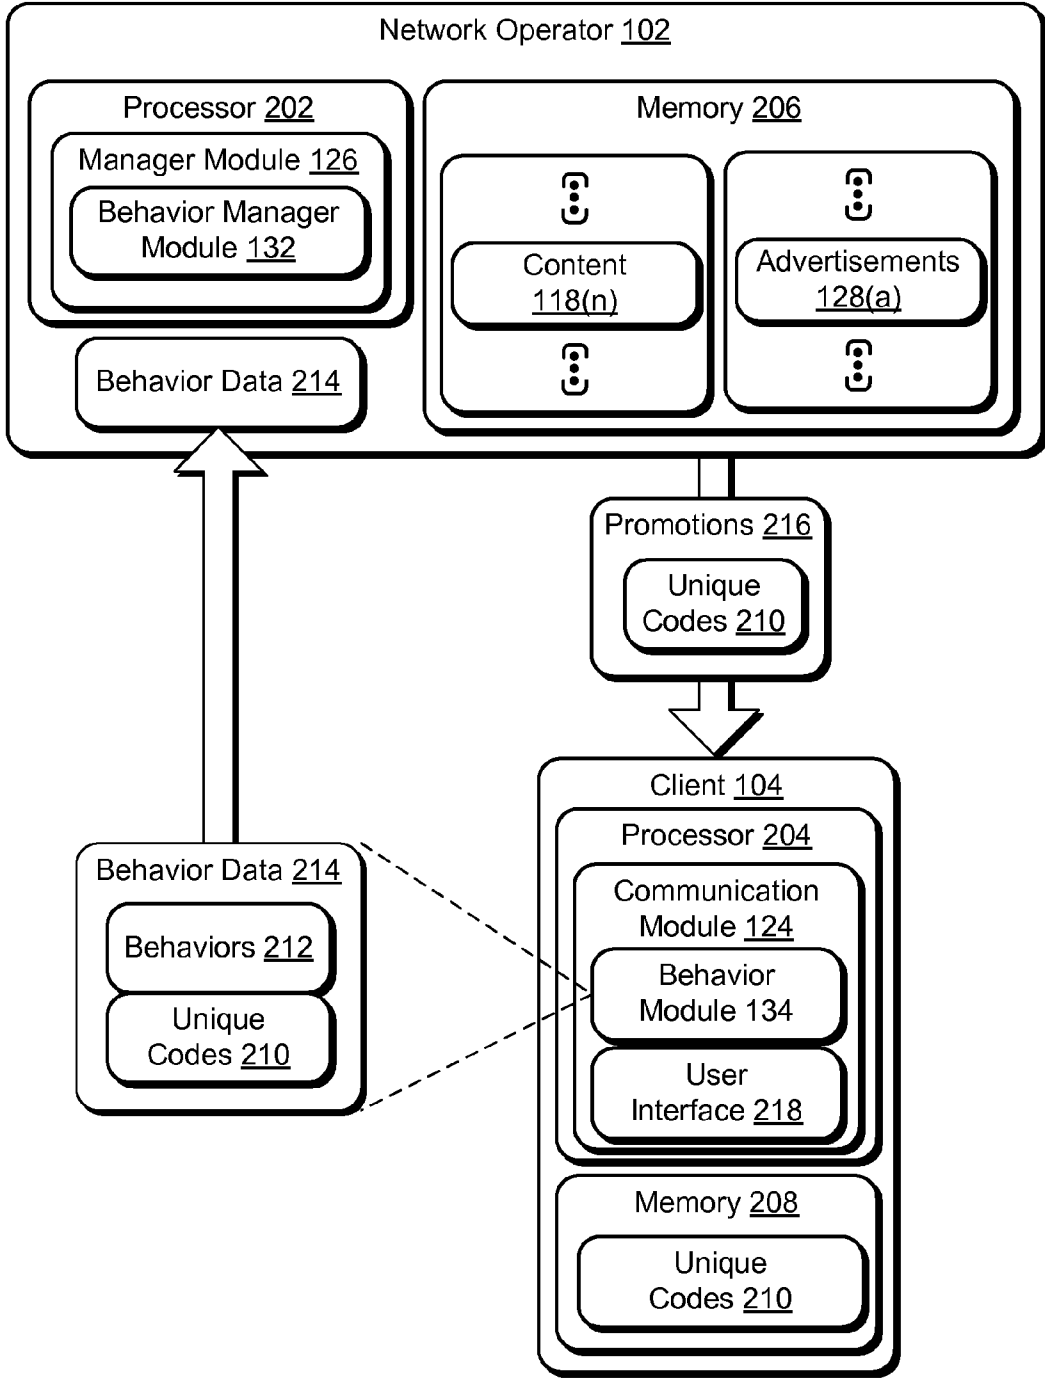 Network Operator 102
Processor 202
Manager Module 126
Behavior Manager
Module 132
Behavior Data 214
Memory 206
Content
118(n)
Advertisements
128(a)
Promotions 216
Unique
Codes 210
Behavior Data 214
Behaviors 212
Unique
Codes 210
Client 104
Processor 204
Communication
Module 124
Behavior
Module 134
User
Interface 218
Memory 208
Unique
Codes 210